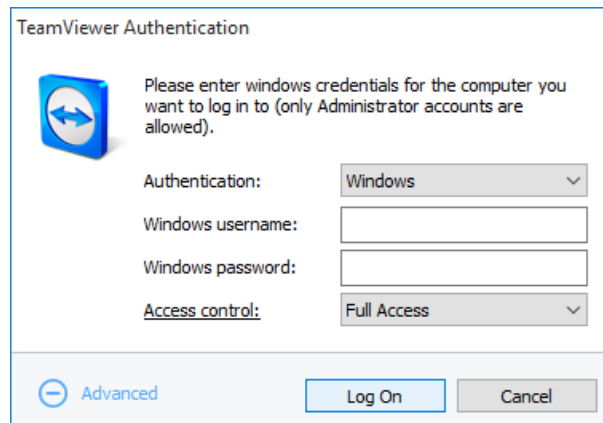 TeamViewer Authentication
Please enter windows credentials for the computer you
want to log in to (only Administrator accounts are
allowed).
Authentication: Windows
Windows username:
Windows password:
Access control: Full Access
Advanced Log On Cancel